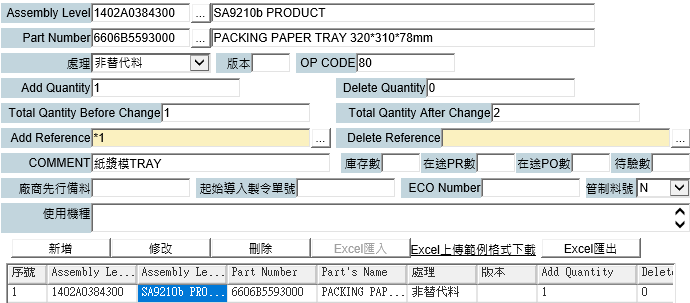 Assembly Level 1402A0384300 ... SA9210b PRODUCT
Part Number 6606B5593000 ... PACKING PAPER TRAY 320*310*78mm
處理 非替代料 版本 OP CODE 80
Add Quantity 1 Delete Quantity 0
Total Qantity Before Change 1 Total Qantity After Change 2
Add Reference *1 ... Delete Reference ...
COMMENT 紙漿模TRAY 庫存數 在途PR數 在途PO數 待驗數
廠商先行備料 起始導入製令單號 ECO Number 管制料號 N
使用機種
新增 修改 刪除 Excel匯入 Excel上傳範例格式下載 Excel匯出
序號 Assembly Le... Assembly Le... Part Number Part's Name 處理 版本 Add Quantity Delet
1 1402A0384300 SA9210b PRO... 6606B5593000 PACKING PAP... 非替代料 1 0